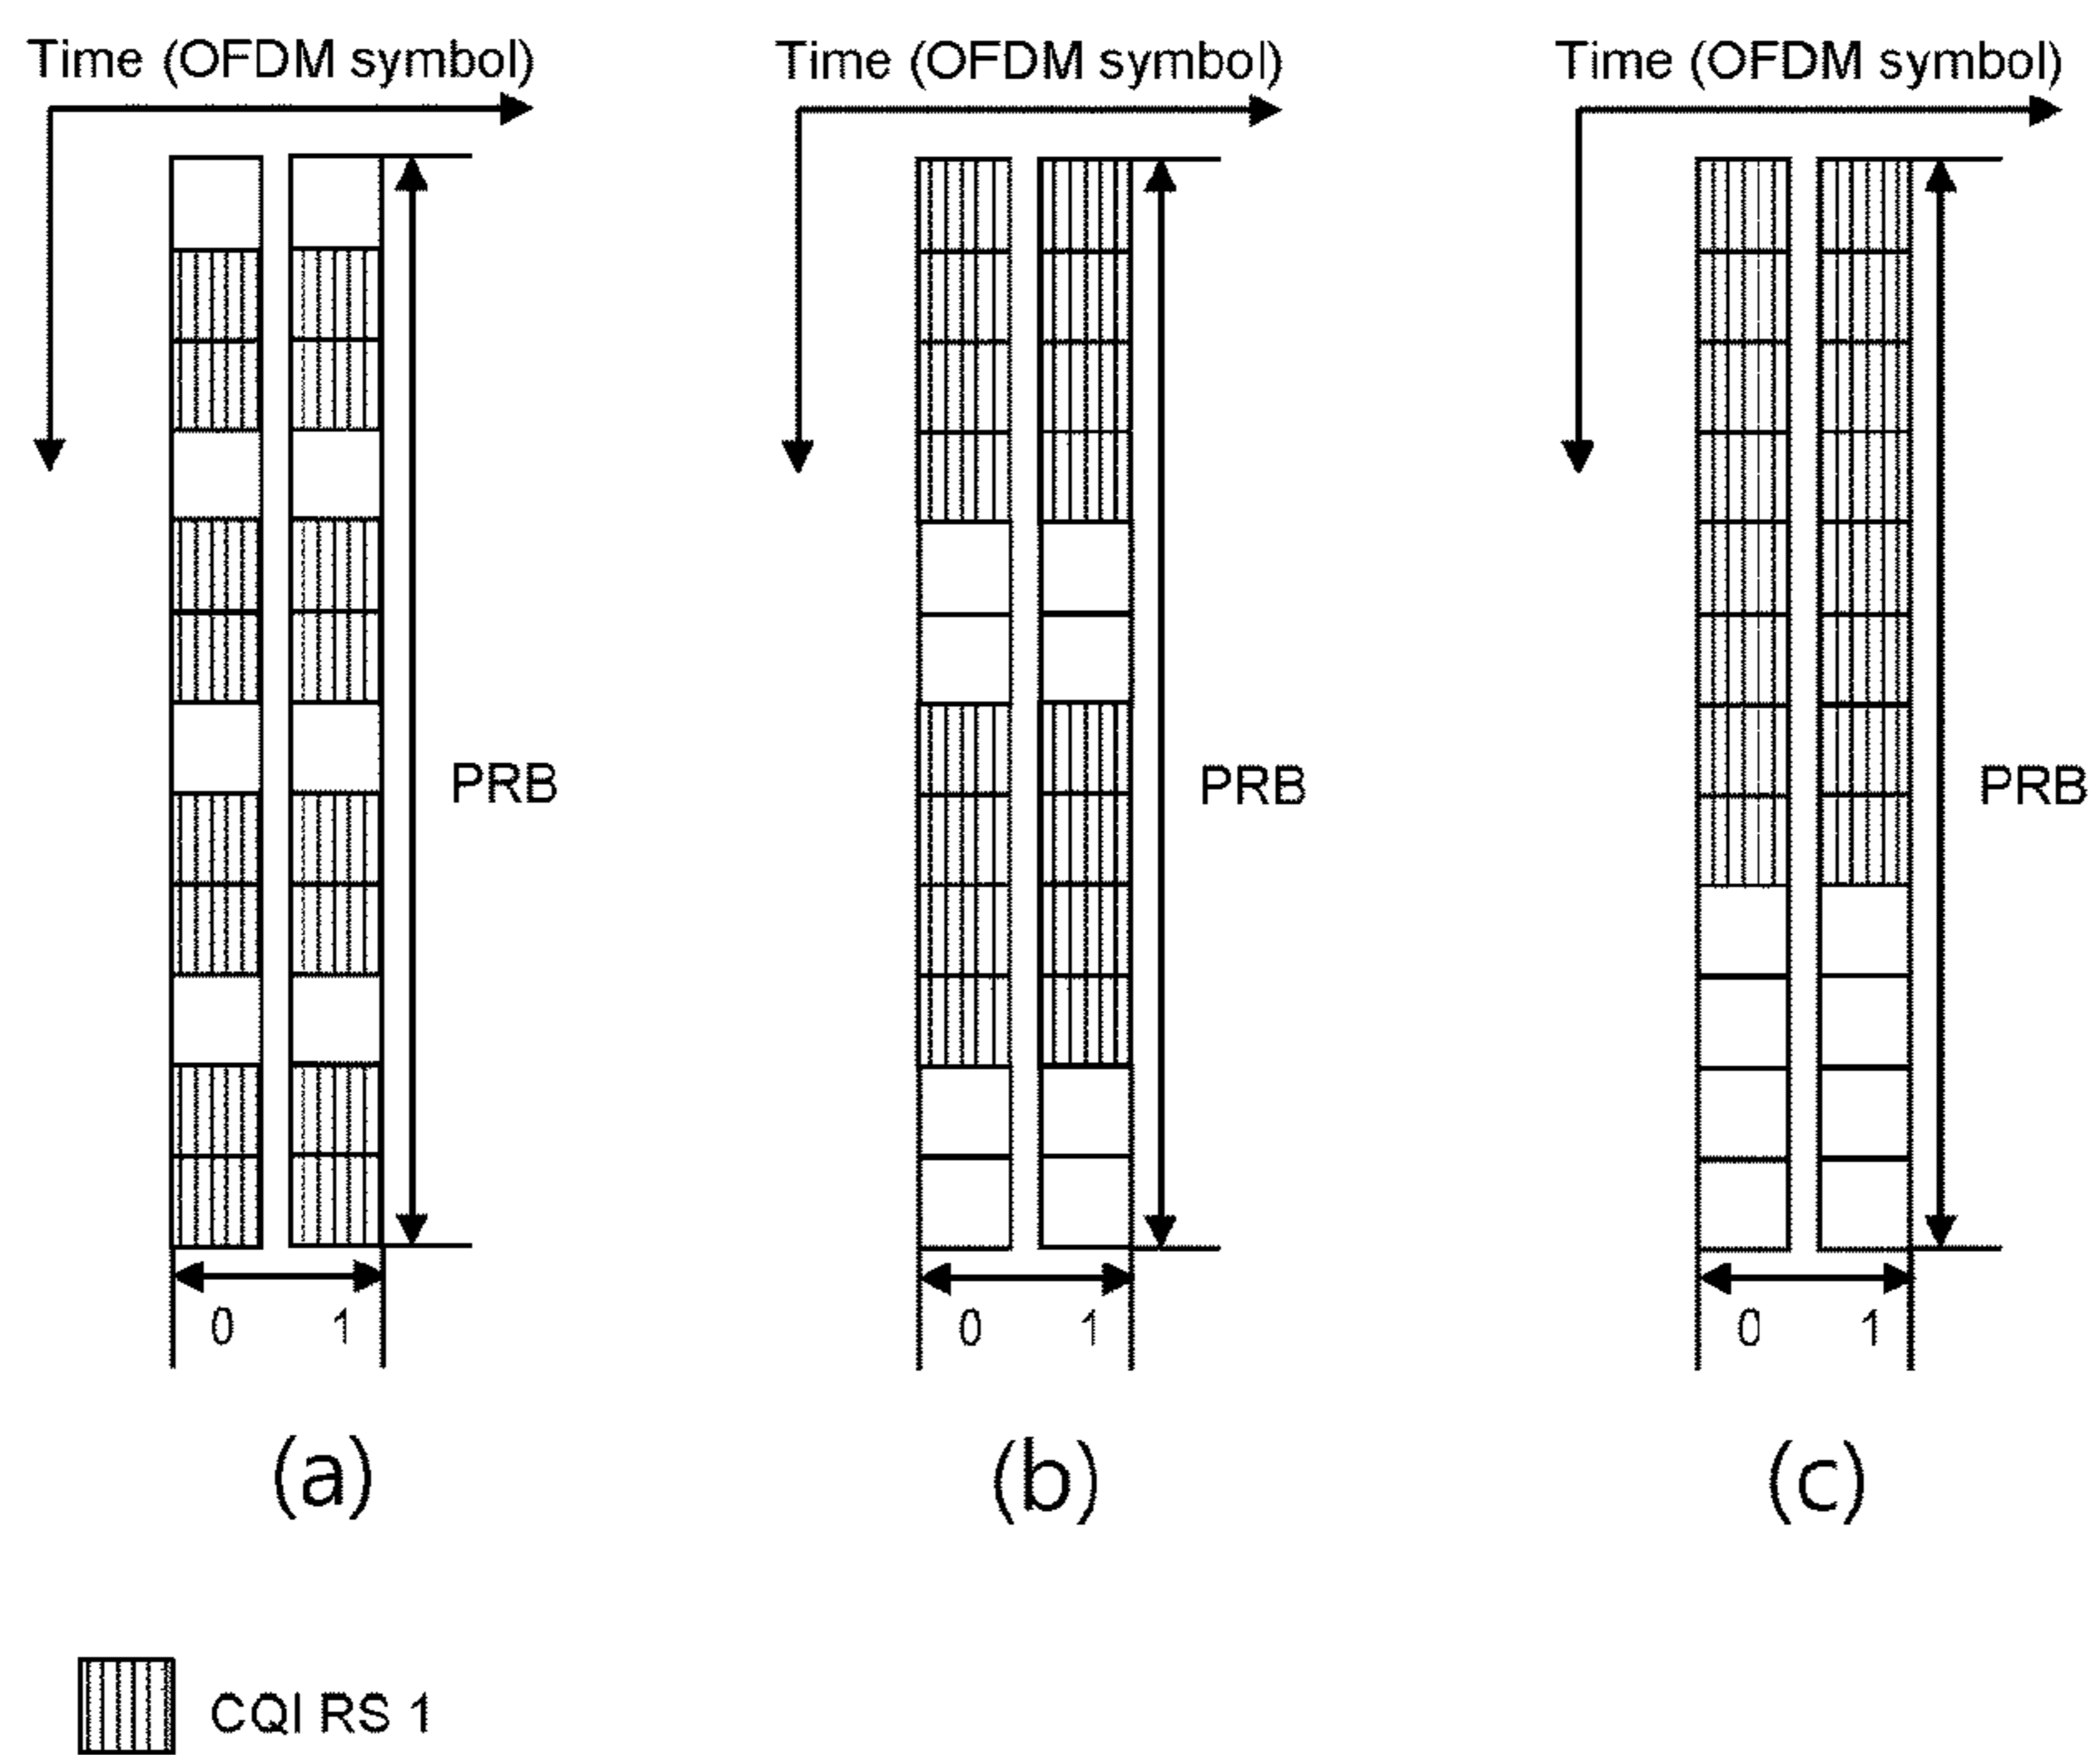 Time (OFDM symbol)
Time (OFDM symbol)
Time (OFDM symbol)
PRB
PRB
PRB
0 1
0 1
0 1
(a)
(b)
(c)
CQI RS 1